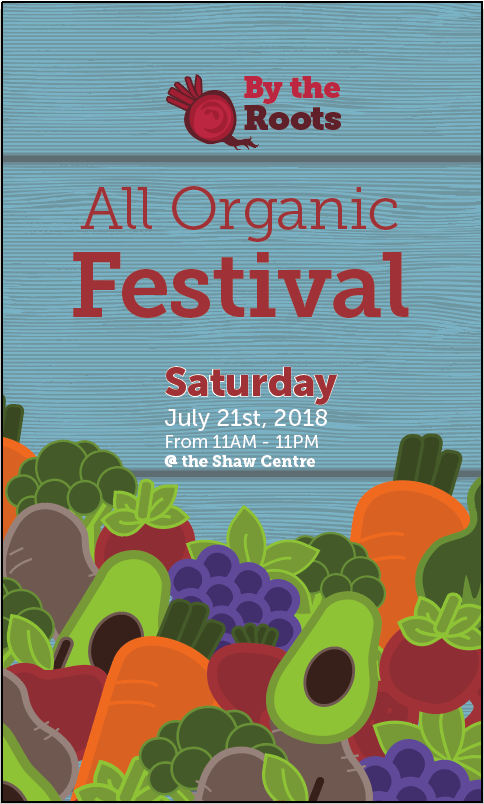 By the
Roots
All Organic
Festival
Saturday
July 21st, 2018
From 11AM - 11PM
@ the Shaw Centre